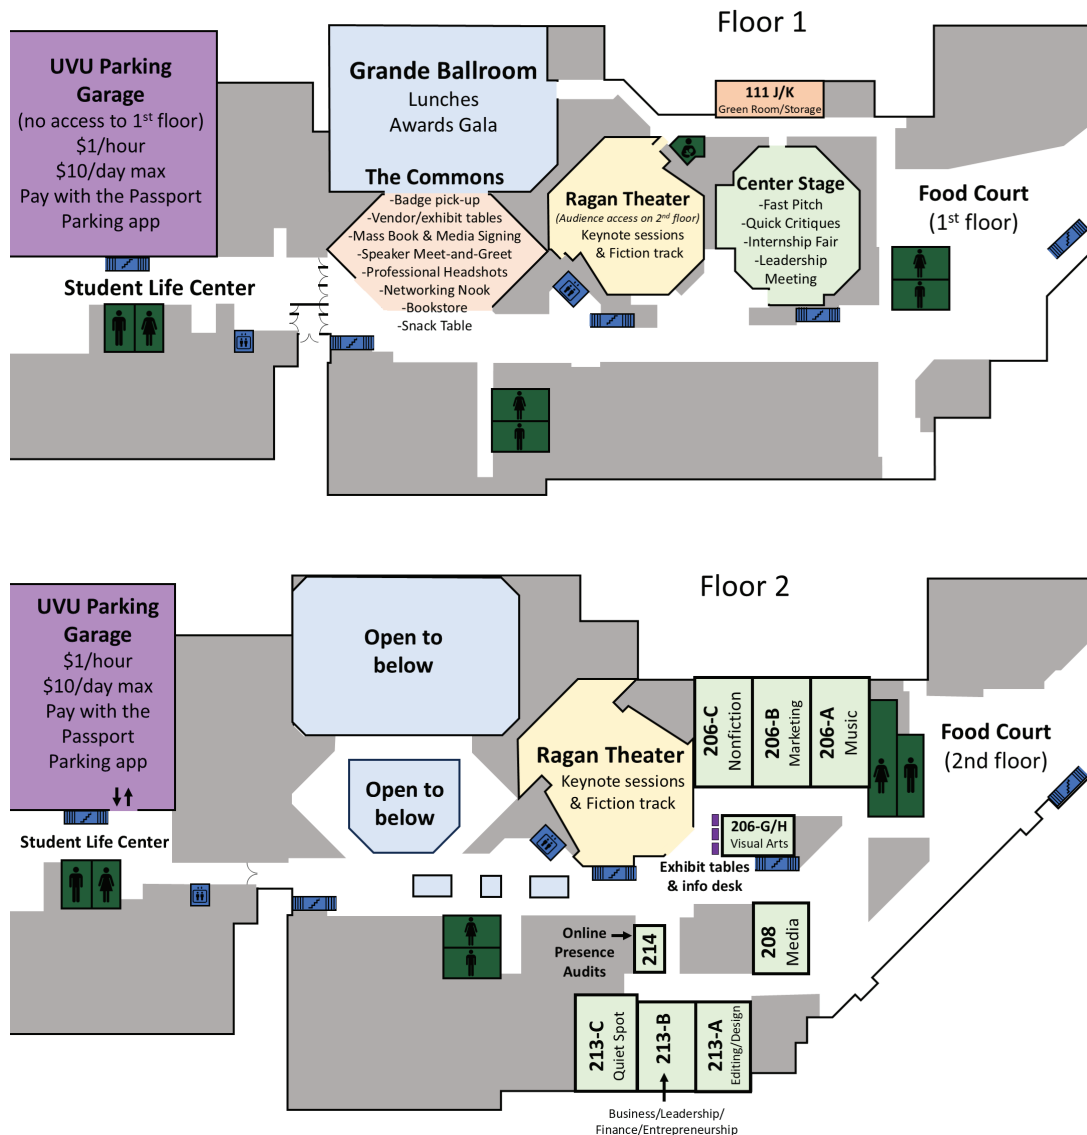 Floor 1
UVU Parking
Garage
(no access to 1st floor)
$1/hour
$10/day max
Pay with the Passport
Parking app
Grande Ballroom
Lunches
Awards Gala
111 J/K
Green Room/Storage
The Commons
-Badge pick-up
-Vendor/exhibit tables
-Mass Book & Media Signing
-Speaker Meet-and-Greet
-Professional Headshots
-Networking Nook
-Bookstore
-Snack Table
Ragan Theater
(Audience access on 2nd floor)
Keynote sessions
& Fiction track
Center Stage
-Fast Pitch
-Quick Critiques
-Internship Fair
-Leadership
Meeting
Food Court
(1st floor)
Student Life Center
Floor 2
UVU Parking
Garage
$1/hour
$10/day max
Pay with the
Passport
Parking app
Student Life Center
Open to
below
Open to
below
Ragan Theater
Keynote sessions
& Fiction track
206-C
Nonfiction
206-B
Marketing
206-A
Music
Food Court
(2nd floor)
206-G/H
Visual Arts
Exhibit tables
& info desk
Online
Presence
Audits
214
208
Media
213-C
Quiet Spot
213-B
213-A
Editing/Design
Business/Leadership/
Finance/Entrepreneurship